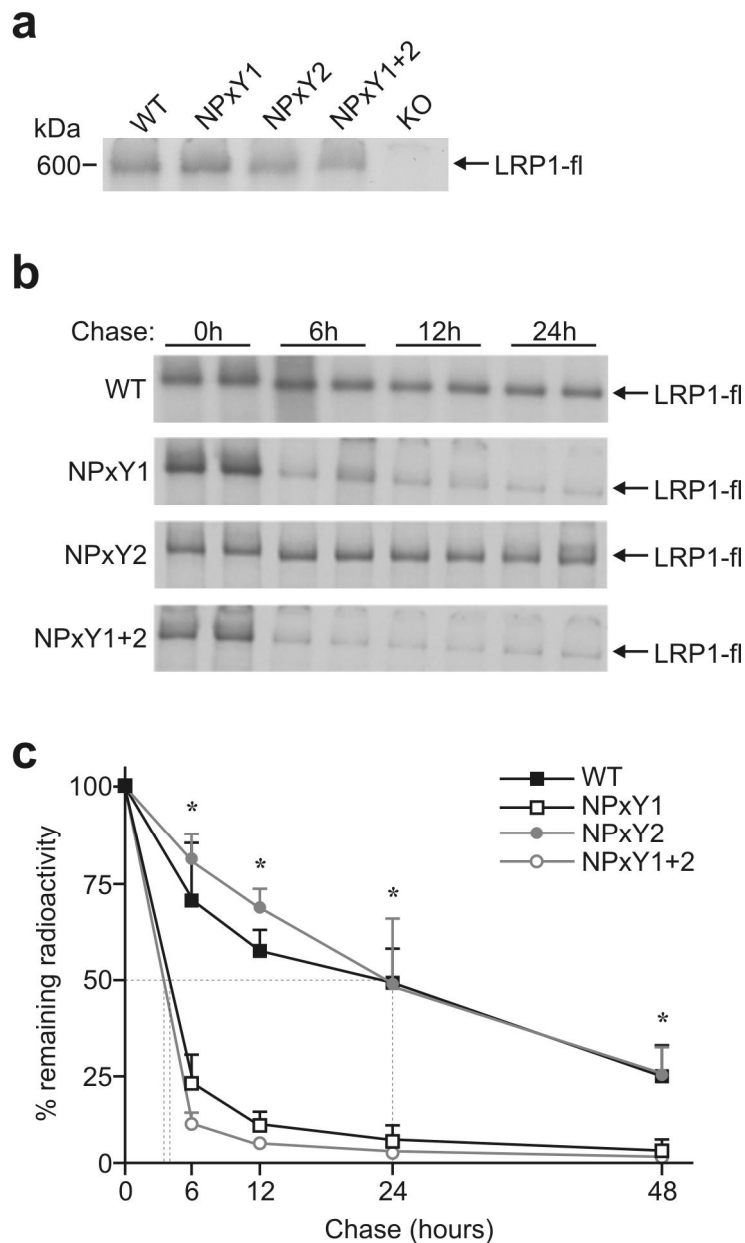 a
WT NPxY1 NPxY2 NPxY1+2 KO
kDa
600 LRP1-fl
b
Chase: 0h 6h 12h 24h
WT LRP1-fl
NPxY1 LRP1-fl
NPxY2 LRP1-fl
NPxY1+2 LRP1-fl
c
% remaining radioactivity
100
75
50
25
0
* * * *
WT
NPxY1
NPxY2
NPxY1+2
0 6 12 24 48
Chase (hours)